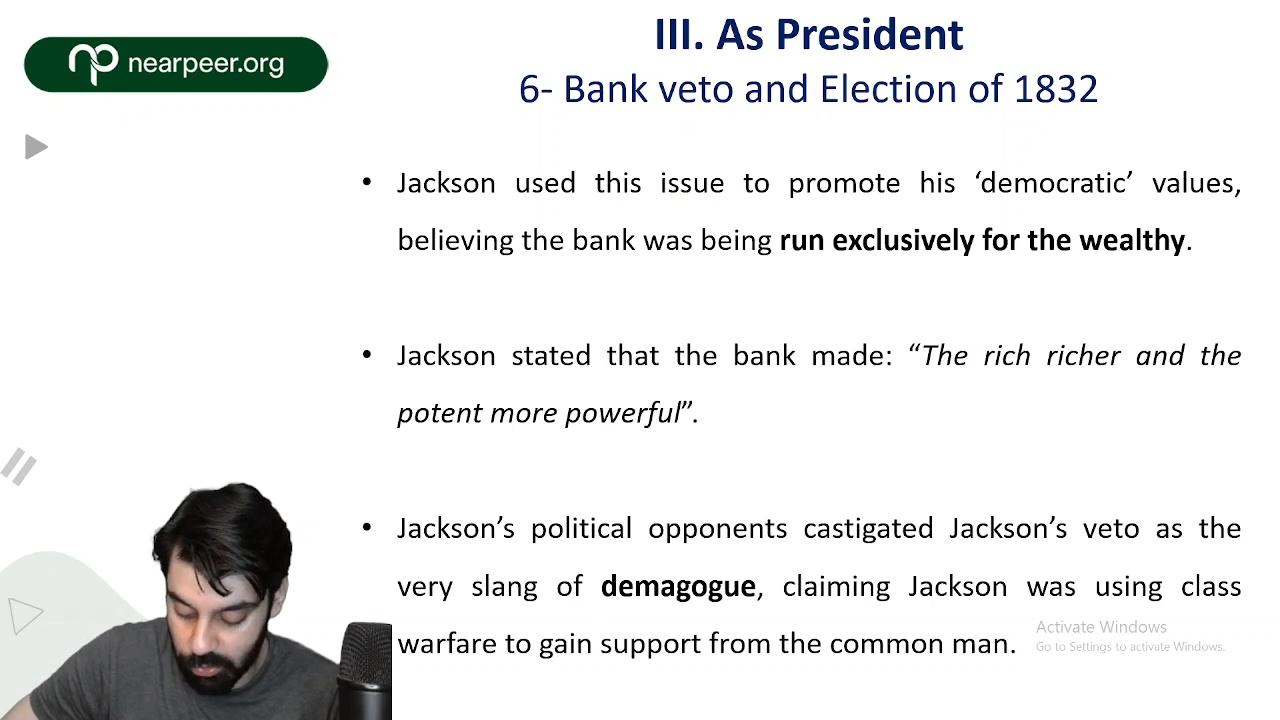 III. As President
nearpeer.org
6- Bank veto and Election of 1832
• Jackson used this issue to promote his ‘democratic’ values,
believing the bank was being run exclusively for the wealthy.
• Jackson stated that the bank made: “The rich richer and the
potent more powerful”.
• Jackson’s political opponents castigated Jackson’s veto as the
very slang of demagogue, claiming Jackson was using class
warfare to gain support from the common man.
Activate Windows
Go to Settings to activate Windows.